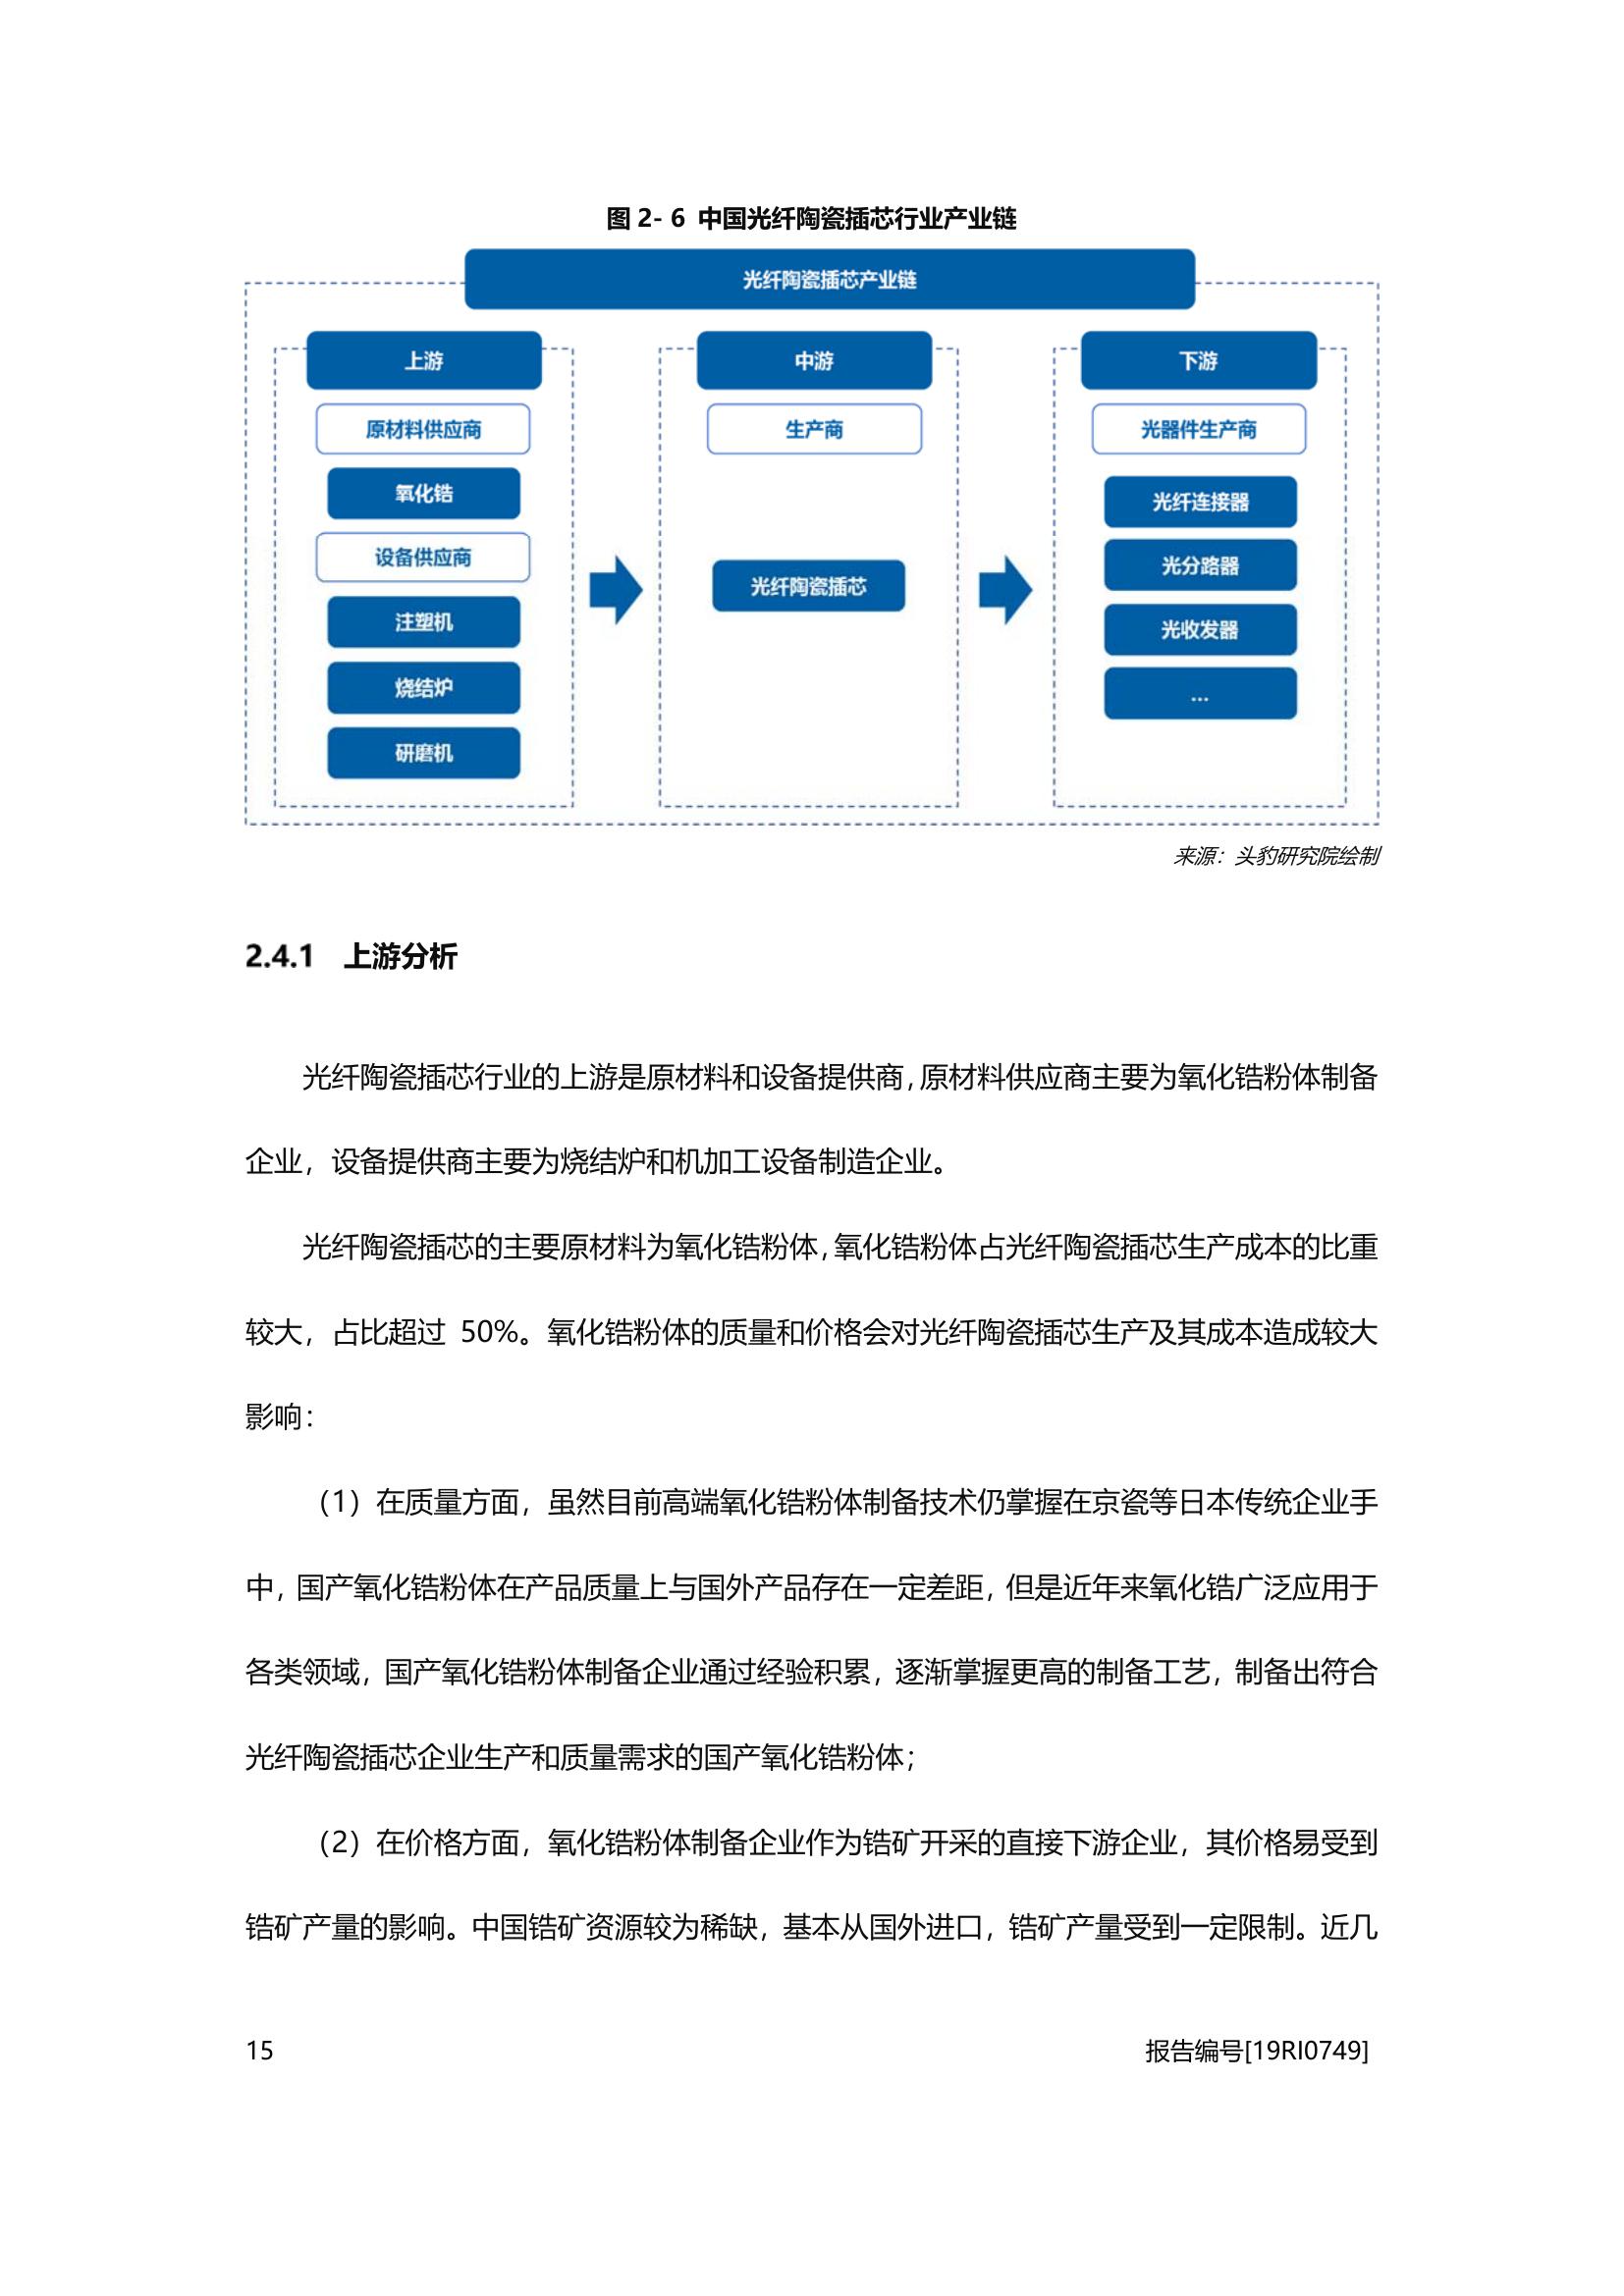 图 2- 6 中国光纤陶瓷插芯行业产业链
光纤陶瓷插芯产业链
上游
原材料供应商
氧化锆
设备供应商
注塑机
烧结炉
研磨机
中游
生产商
光纤陶瓷插芯
下游
光器件生产商
光纤连接器
光分路器
光收发器
...
来源：头豹研究院绘制
2.4.1 上游分析
光纤陶瓷插芯行业的上游是原材料和设备提供商，原材料供应商主要为氧化锆粉体制备
企业，设备提供商主要为烧结炉和机加工设备制造企业。
光纤陶瓷插芯的主要原材料为氧化锆粉体，氧化锆粉体占光纤陶瓷插芯生产成本的比重
较大，占比超过 50%。氧化锆粉体的质量和价格会对光纤陶瓷插芯生产及其成本造成较大
影响：
（1）在质量方面，虽然目前高端氧化锆粉体制备技术仍掌握在京瓷等日本传统企业手
中，国产氧化锆粉体在产品质量上与国外产品存在一定差距，但是近年来氧化锆广泛应用于
各类领域，国产氧化锆粉体制备企业通过经验积累，逐渐掌握更高的制备工艺，制备出符合
光纤陶瓷插芯企业生产和质量需求的国产氧化锆粉体；
（2）在价格方面，氧化锆粉体制备企业作为锆矿开采的直接下游企业，其价格易受到
锆矿产量的影响。中国锆矿资源较为稀缺，基本从国外进口，锆矿产量受到一定限制。近几
15
报告编号[19RI0749]